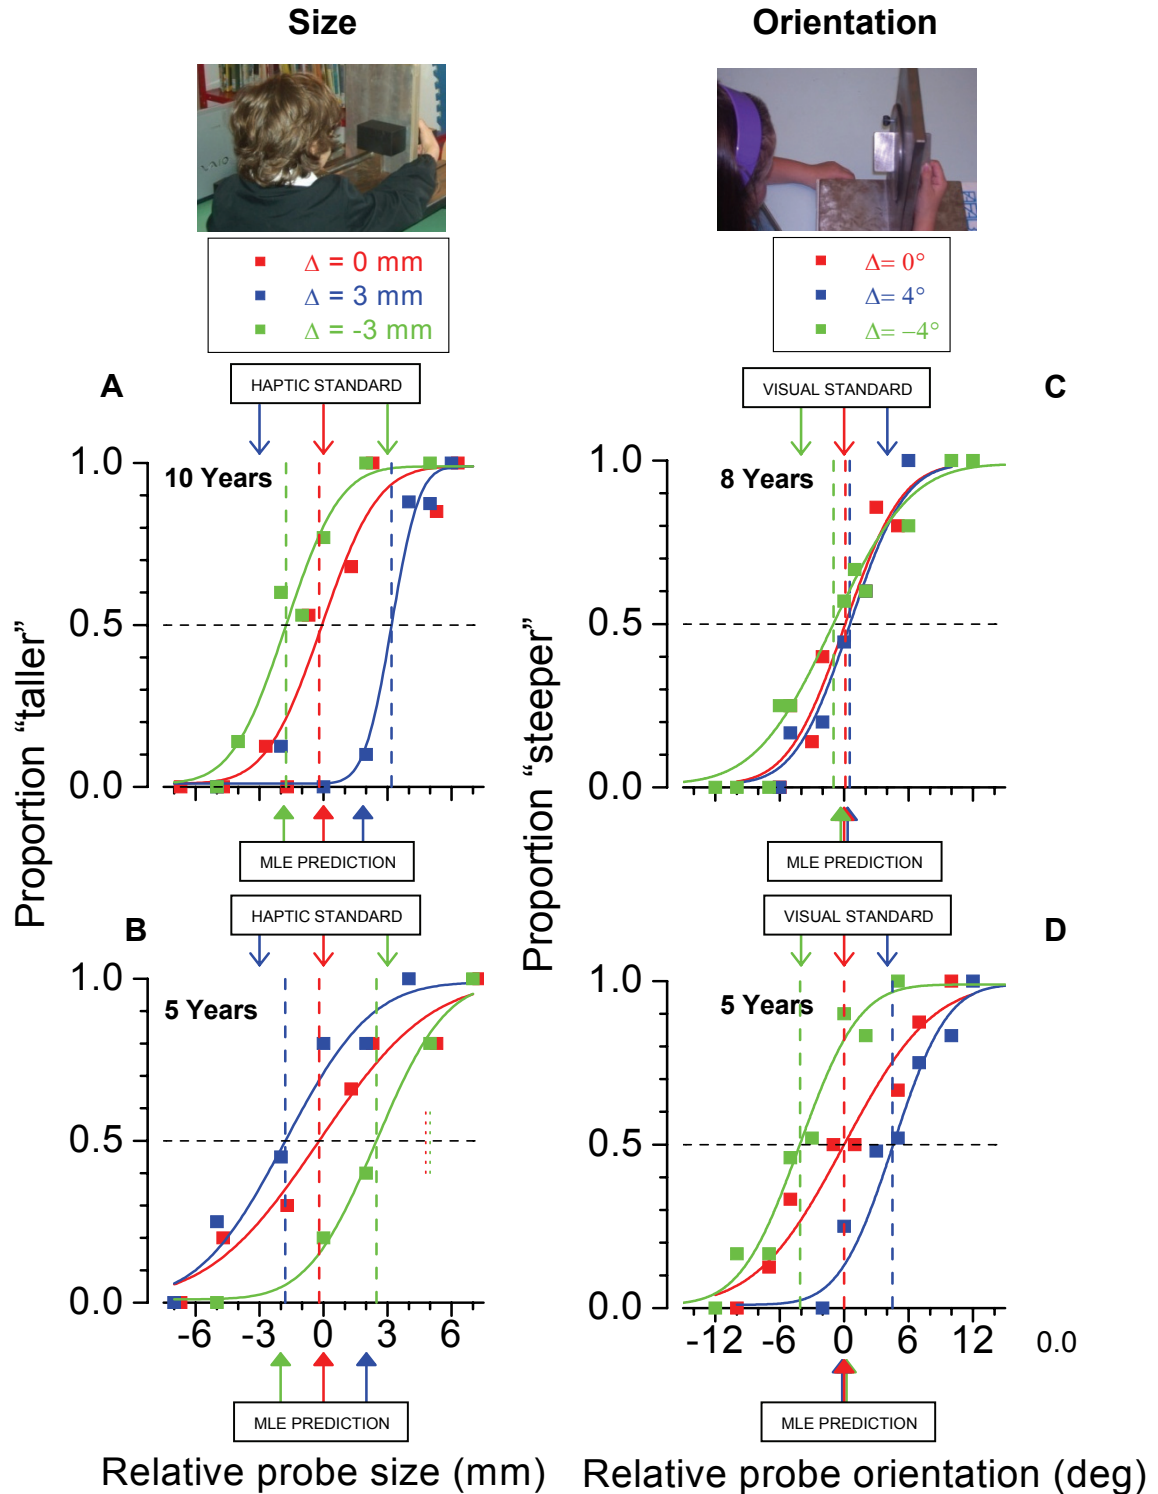 Size
Orientation
VAIO
Δ = 0 mm
Δ = 3 mm
Δ = -3 mm
Δ= 0°
Δ= 4°
Δ= −4°
A
HAPTIC STANDARD
C
VISUAL STANDARD
10 Years
8 Years
1.0
0.5
0.0
1.0
0.5
0.0
Proportion “taller”
Proportion “steeper”
MLE PREDICTION
MLE PREDICTION
B
HAPTIC STANDARD
D
VISUAL STANDARD
5 Years
5 Years
1.0
0.5
0.0
1.0
0.5
0.0
-6 -3 0 3 6
-12 -6 0 6 12
0.0
MLE PREDICTION
MLE PREDICTION
Relative probe size (mm)
Relative probe orientation (deg)